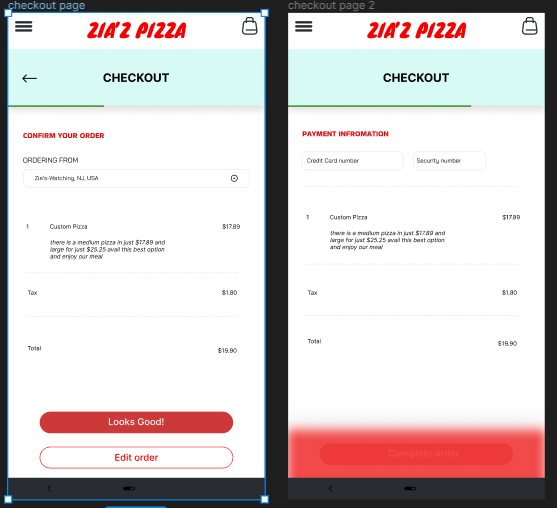 checkout page
ZIA'Z PIZZA
CHECKOUT
CONFIRM YOUR ORDER
ORDERING FROM
Zia's-Watching, NJ, USA
1 Custom Pizza $17.89
there is a medium pizza in just $17.89 and
large for just $25.25 avail this best option
and enjoy our meal
Tax $1.80
Total $19.90
Looks Good!
Edit order
checkout page 2
ZIA'Z PIZZA
CHECKOUT
PAYMENT INFROMATION
Credit Card number Security number
1 Custom Pizza $17.89
there is a medium pizza in just $17.89 and
large for just $25.25 avail this best option
and enjoy our meal
Tax $1.80
Total $19.90
Complete order